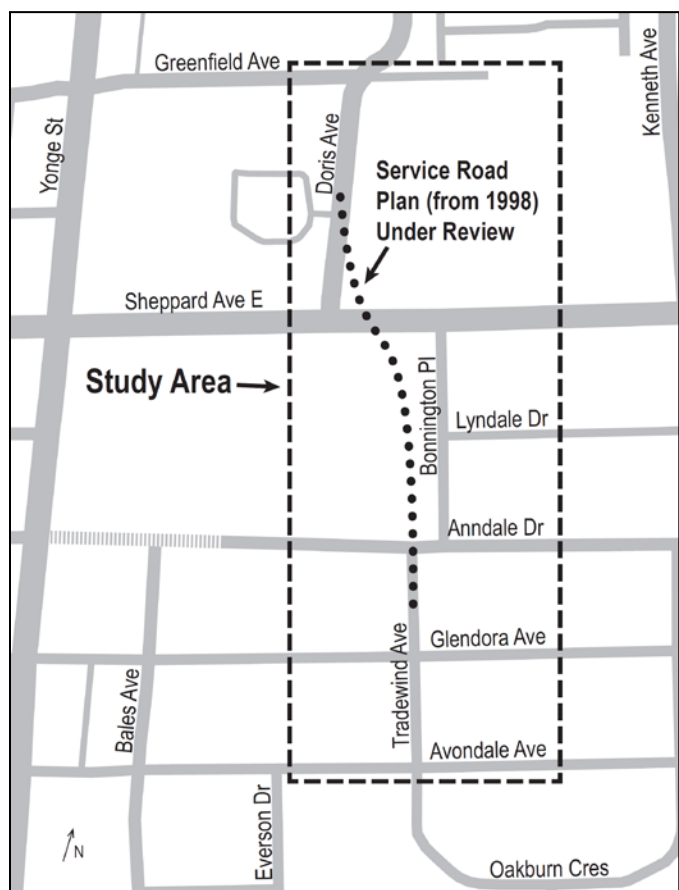 Greenfield Ave
Kenneth Ave
Yonge St
Doris Ave
Service Road
Plan (from 1998)
Under Review
Sheppard Ave E
Study Area
Bonnington Pl
Lyndale Dr
Anndale Dr
Tradewind Ave
Glendora Ave
Bales Ave
Avondale Ave
Everson Dr
N
Oakburn Cres